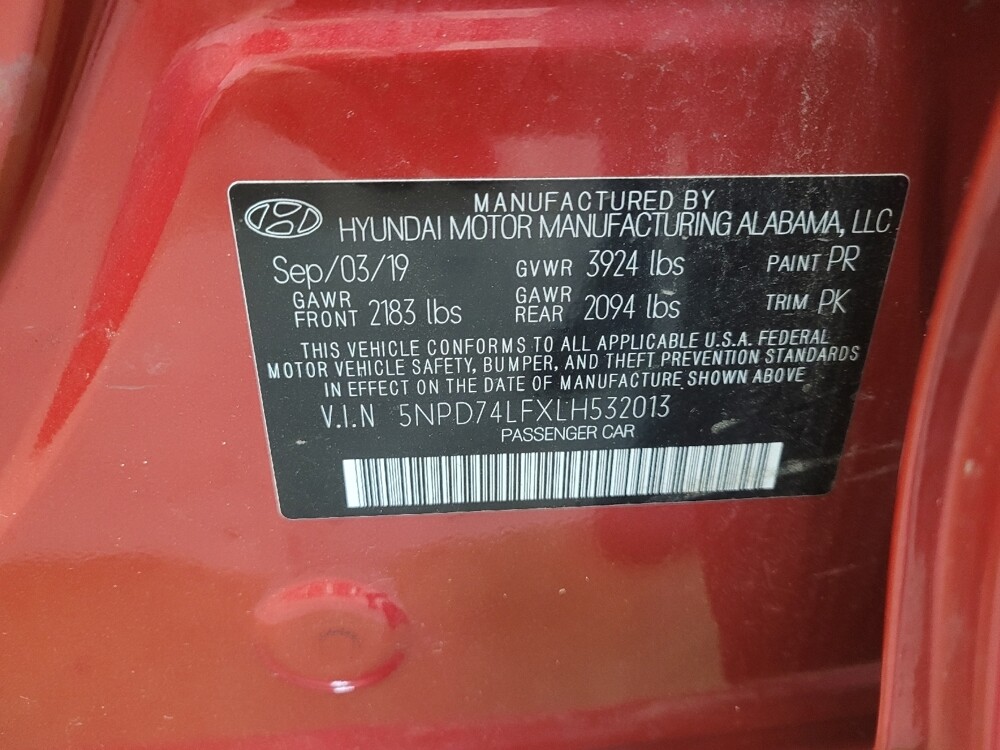 MANUFACTURED BY
HYUNDAI MOTOR MANUFACTURING ALABAMA, LLC
Sep/03/19 GVWR 3924 lbs PAINT PR
GAWR FRONT 2183 lbs GAWR REAR 2094 lbs TRIM PK
THIS VEHICLE CONFORMS TO ALL APPLICABLE U.S.A. FEDERAL
MOTOR VEHICLE SAFETY, BUMPER, AND THEFT PREVENTION STANDARDS
IN EFFECT ON THE DATE OF MANUFACTURE SHOWN ABOVE
V.I.N 5NPD74LFXLH532013
PASSENGER CAR